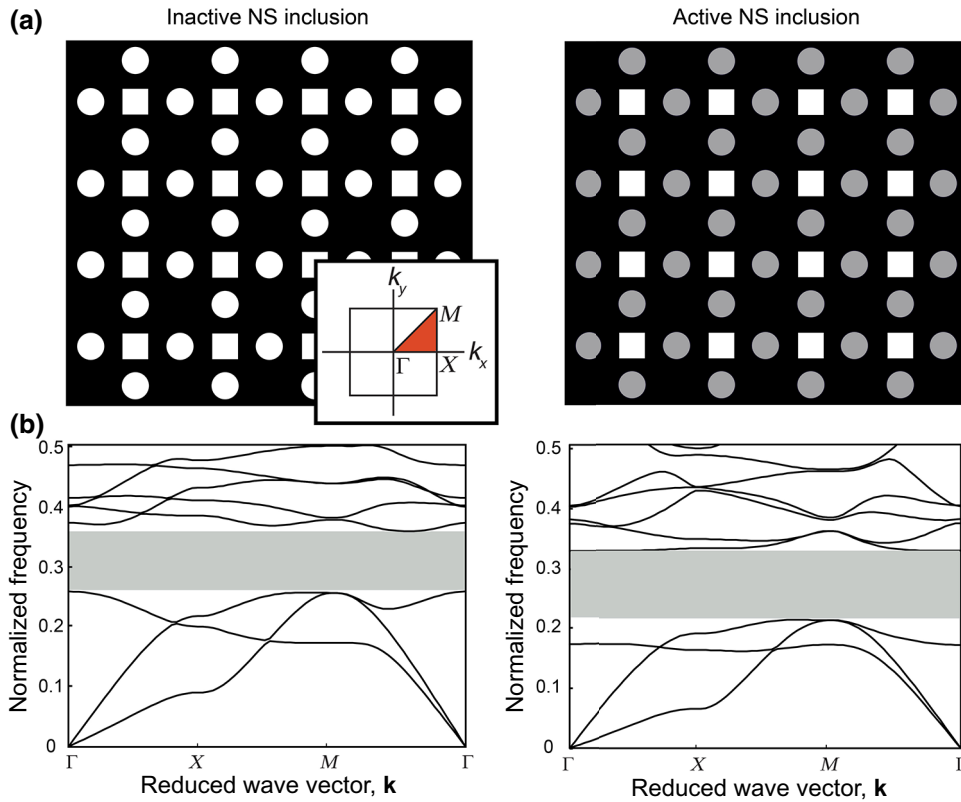 (a)
Inactive NS inclusion
Active NS inclusion
k_y
M
Γ
X
k_x
(b)
Normalized frequency
0.5
0.4
0.3
0.2
0.1
0
Γ
X
M
Γ
Reduced wave vector, k
Normalized frequency
0.5
0.4
0.3
0.2
0.1
0
Γ
X
M
Γ
Reduced wave vector, k